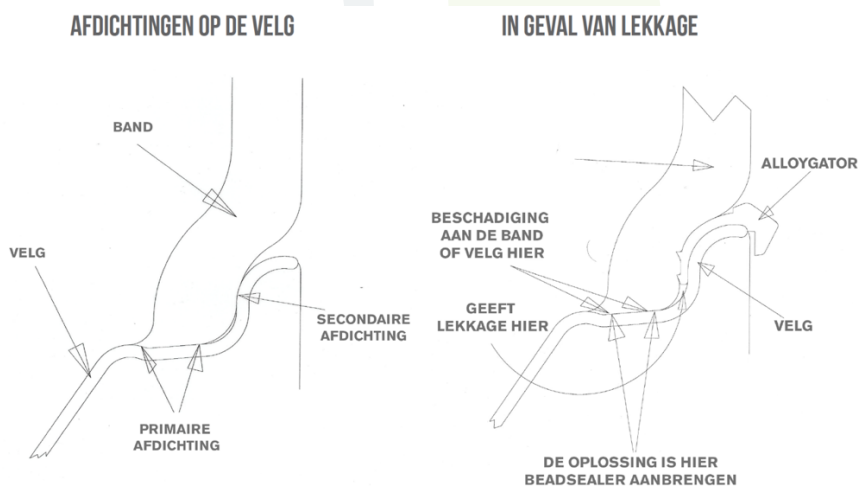 AFDICHTINGEN OP DE VELG
BAND
VELG
SECONDAIRE
AFDICHTING
PRIMAIRE
AFDICHTING
IN GEVAL VAN LEKKAGE
ALLOYGATOR
BESCHADIGING
AAN DE BAND
OF VELG HIER
GEEFT
LEKKAGE HIER
VELG
DE OPLOSSING IS HIER
BEADSEALER AANBRENGEN